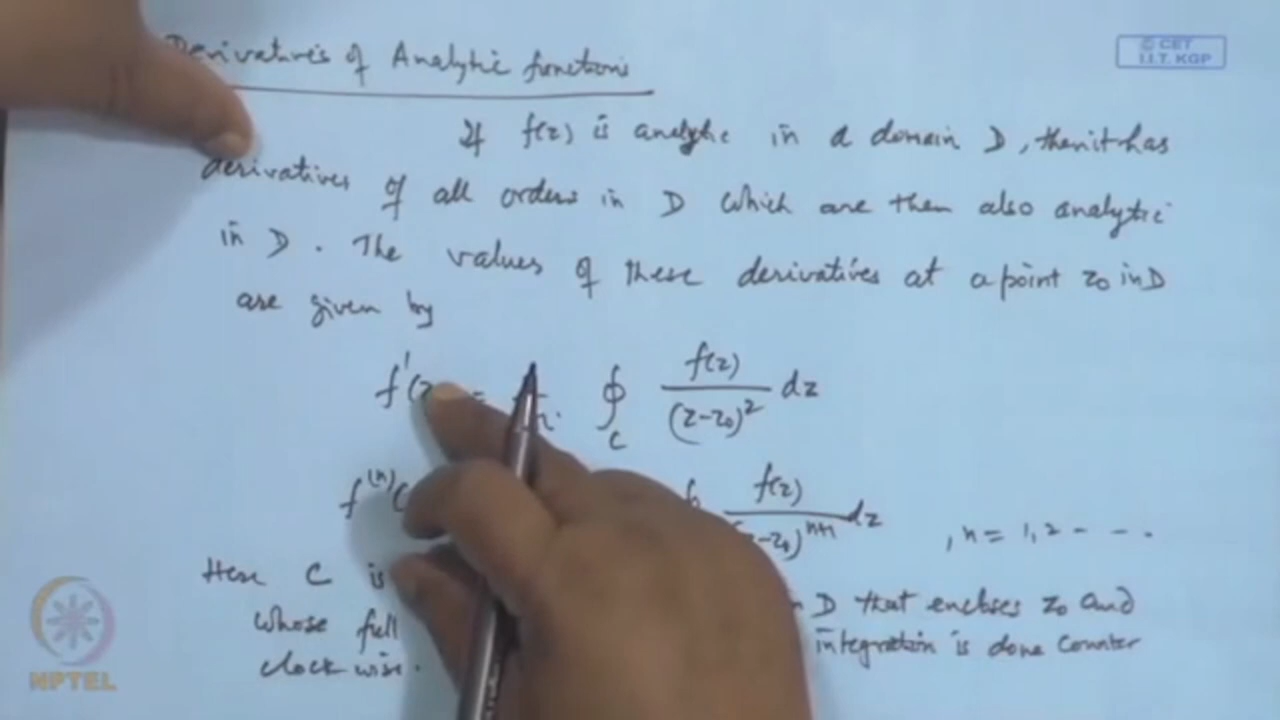 Derivatives of Analytic functions
© CET
I.I.T. KGP
If f(z) is analytic in a domain D, then it has
derivatives of all orders in D which are then also analytic
in D. The values of these derivatives at a point z₀ in D
are given by
f'(z = ∮_C f(z)/(z-z₀)² dz
f⁽ⁿ⁾( f(z)/(z-z₀)ⁿ⁺¹ dz , n = 1, 2 - - - .
Here C is D that encloses z₀ and
whose full integration is done counter
clockwise.
NPTEL